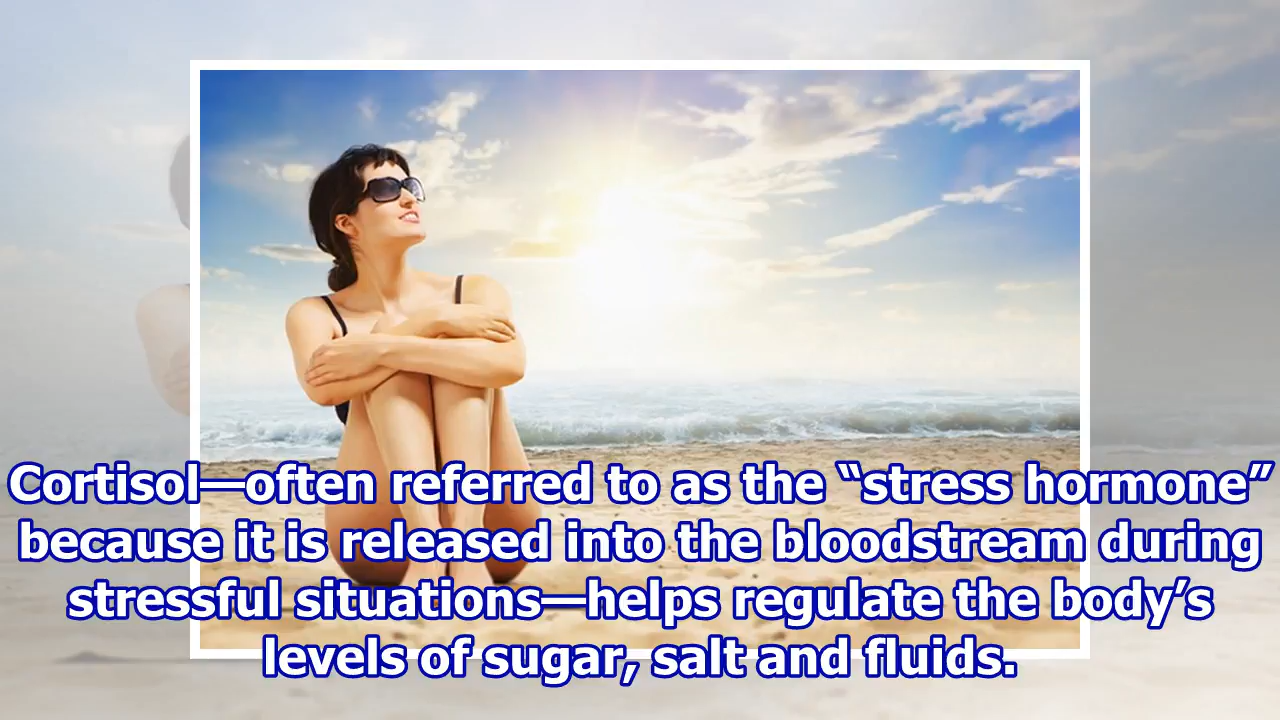 Cortisol—often referred to as the “stress hormone”
because it is released into the bloodstream during
stressful situations—helps regulate the body’s
levels of sugar, salt and fluids.